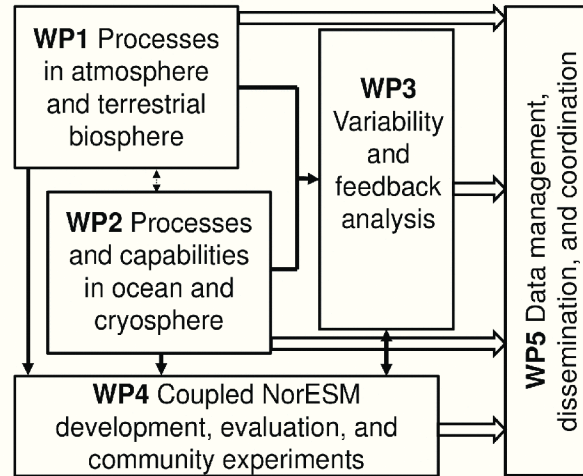 WP1 Processes
in atmosphere
and terrestrial
biosphere
WP2 Processes
and capabilities
in ocean and
cryosphere
WP3
Variability
and
feedback
analysis
WP4 Coupled NorESM
development, evaluation, and
community experiments
WP5 Data management,
dissemination, and coordination